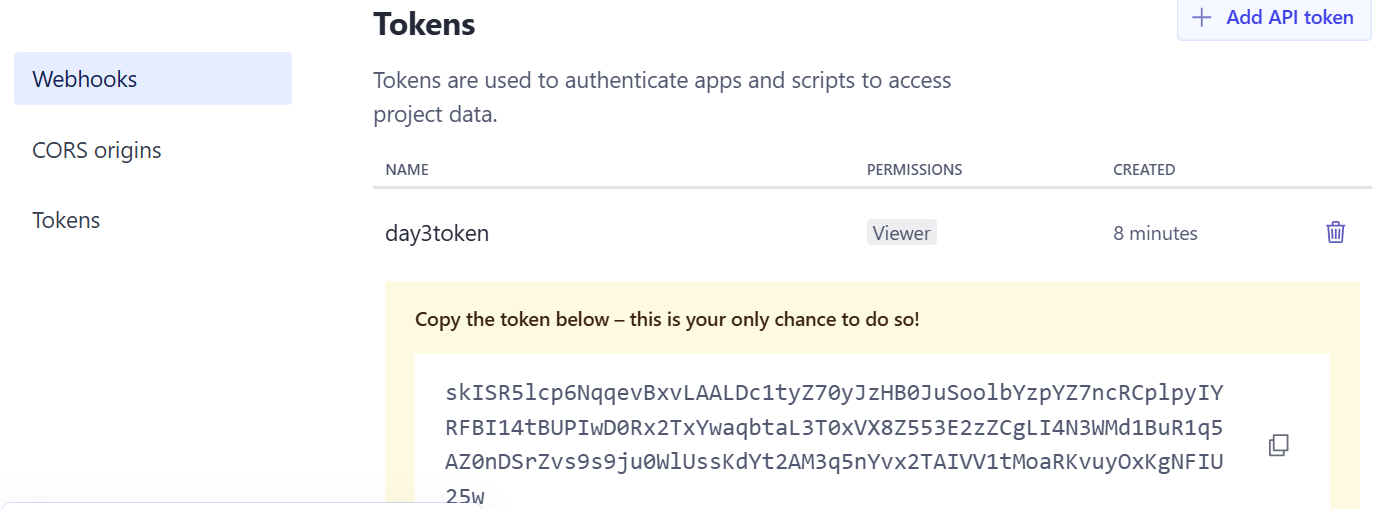 Tokens
+ Add API token
Webhooks
Tokens are used to authenticate apps and scripts to access
project data.
CORS origins
NAME PERMISSIONS CREATED
Tokens
day3token Viewer 8 minutes
Copy the token below – this is your only chance to do so!
skISR5lcp6NqqevBxvLAALDc1tyZ70yJzHB0JuSoolbYzpYZ7ncRCplpyIY
RFBI14tBUPIwD0Rx2TxYwaqbtaL3T0xVX8Z553E2zZCgLI4N3WMd1BuR1q5
AZ0nDSrZvs9s9ju0WlUssKdYt2AM3q5nYvx2TAIVV1tMoaRKvuyOxKgNFIU
25w